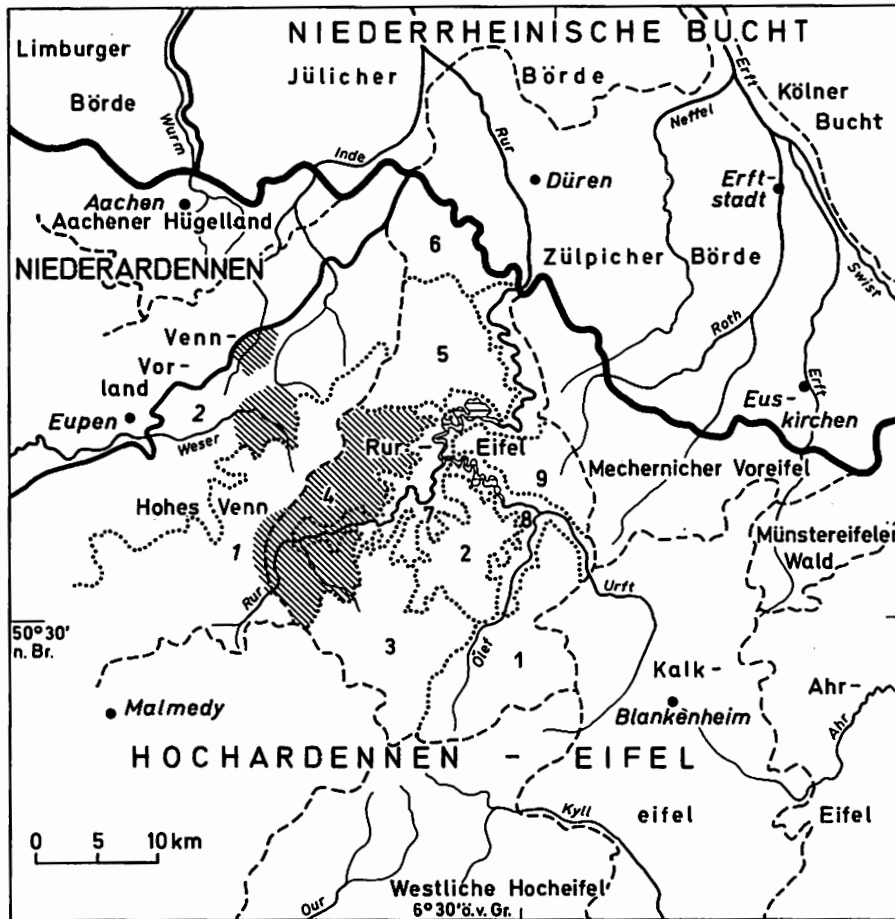 NIEDERRHEINISCHE BUCHT
Limburger
Börde
Jülicher
Börde
Kölner
Bucht
Wurm
Inde
Rur
Neffel
Erft
Aachen
Aachener Hügelland
Düren
Erft-
stadt
NIEDERARDENNEN
6
Zülpicher Börde
Swist
Venn-
Vor-
land
5
Roth
Erft
Eupen
2
Weser
Eus-
kirchen
Rur - Eifel
9
Mechernicher Voreifel
Hohes Venn
4
7
8
1
2
Münstereifeler
Wald
Rur
Urft
50°30'
n. Br.
3
Olef
1
Kalk-
Ahr-
Malmedy
Blankenheim
Ahr
HOCHARDENNEN - EIFEL
Kyll
eifel
Eifel
0 5 10 km
Our
Westliche Hocheifel
6°30'ö.v. Gr.